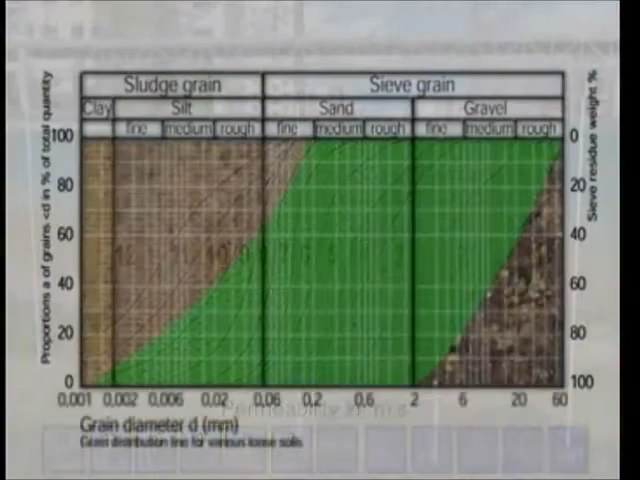 Sludge grain Sieve grain
Clay Silt Sand Gravel
fine medium rough fine medium rough fine medium rough
Proportions a of grains <d in % of total quantity
100
80
60
40
20
0
0
20
40
60
80
100
Sieve residue weight %
0,001 0,002 0,006 0,02 0,06 0,2 0,6 2 6 20 60
Permeability
Grain diameter d (mm)
Grain distribution line for various loose soils